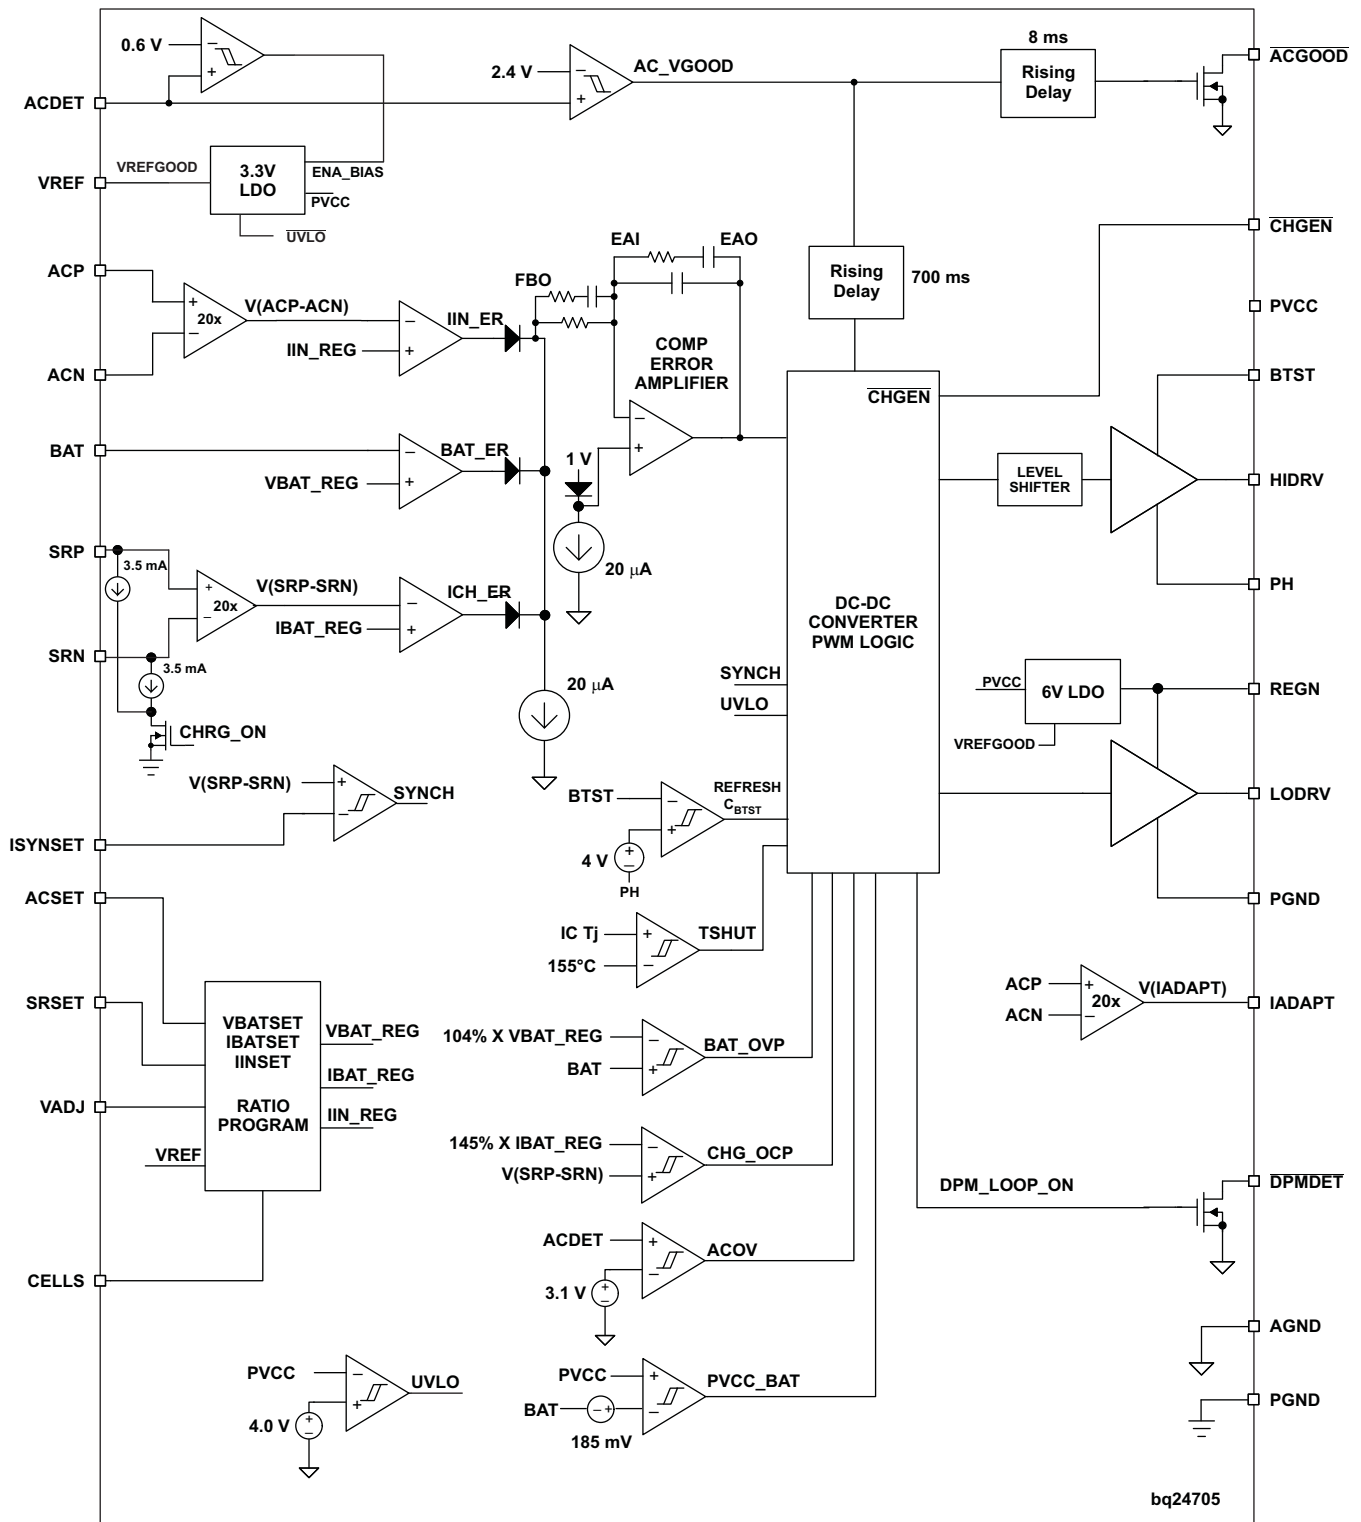 8 ms
ACGOOD
0.6 V
−
+
2.4 V
−
+
AC_VGOOD
Rising
Delay
ACDET
VREFGOOD
VREF
3.3V
LDO
ENA_BIAS
PVCC
UVLO
CHGEN
EAI
EAO
ACP
FBO
Rising
Delay
700 ms
+
20x
−
V(ACP-ACN)
−
+
IIN_ER
IIN_REG
PVCC
COMP
ERROR
AMPLIFIER
ACN
BTST
CHGEN
−
+
BAT
−
+
BAT_ER
VBAT_REG
1 V
LEVEL
SHIFTER
HIDRV
20 µA
SRP
3.5 mA
+
20x
−
V(SRP-SRN)
−
+
ICH_ER
IBAT_REG
PH
DC-DC
CONVERTER
PWM LOGIC
SRN
3.5 mA
20 µA
SYNCH
UVLO
PVCC
6V LDO
REGN
VREFGOOD
CHRG_ON
V(SRP-SRN)
+
−
SYNCH
BTST
−
+
REFRESH
CBTST
LODRV
ISYNSET
4 V
+
−
PH
ACSET
PGND
IC Tj
+
TSHUT
155°C
−
ACP
+
20x
V(IADAPT)
ACN
−
IADAPT
SRSET
VBATSET
IBATSET
IINSET
VBAT_REG
IBAT_REG
104% X VBAT_REG
−
BAT_OVP
BAT
+
VADJ
RATIO
PROGRAM
IIN_REG
VREF
145% X IBAT_REG
−
CHG_OCP
V(SRP-SRN)
+
DPM_LOOP_ON
DPMDET
ACDET
+
ACOV
−
3.1 V
+
−
CELLS
AGND
PVCC
−
UVLO
+
4.0 V
+
−
PVCC
+
PVCC_BAT
BAT
− +
−
185 mV
PGND
bq24705